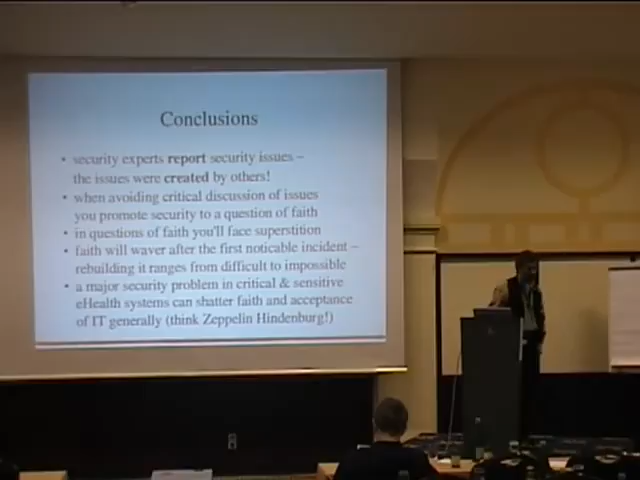 Conclusions
• security experts report security issues –
the issues were created by others!
• when avoiding critical discussion of issues
you promote security to a question of faith
• in questions of faith you'll face superstition
• faith will waver after the first noticable incident –
rebuilding it ranges from difficult to impossible
• a major security problem in critical & sensitive
eHealth systems can shatter faith and acceptance
of IT generally (think Zeppelin Hindenburg!)